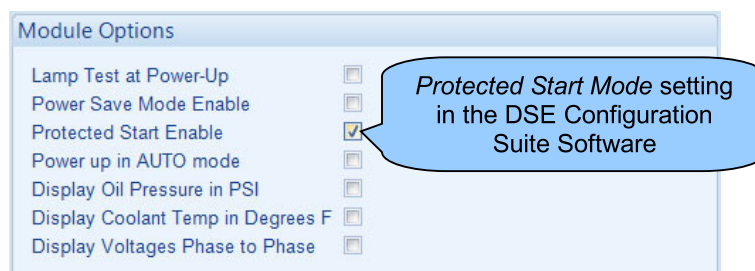 Module Options
Lamp Test at Power-Up
Power Save Mode Enable
Protected Start Enable
Power up in AUTO mode
Display Oil Pressure in PSI
Display Coolant Temp in Degrees F
Display Voltages Phase to Phase
Protected Start Mode setting
in the DSE Configuration
Suite Software